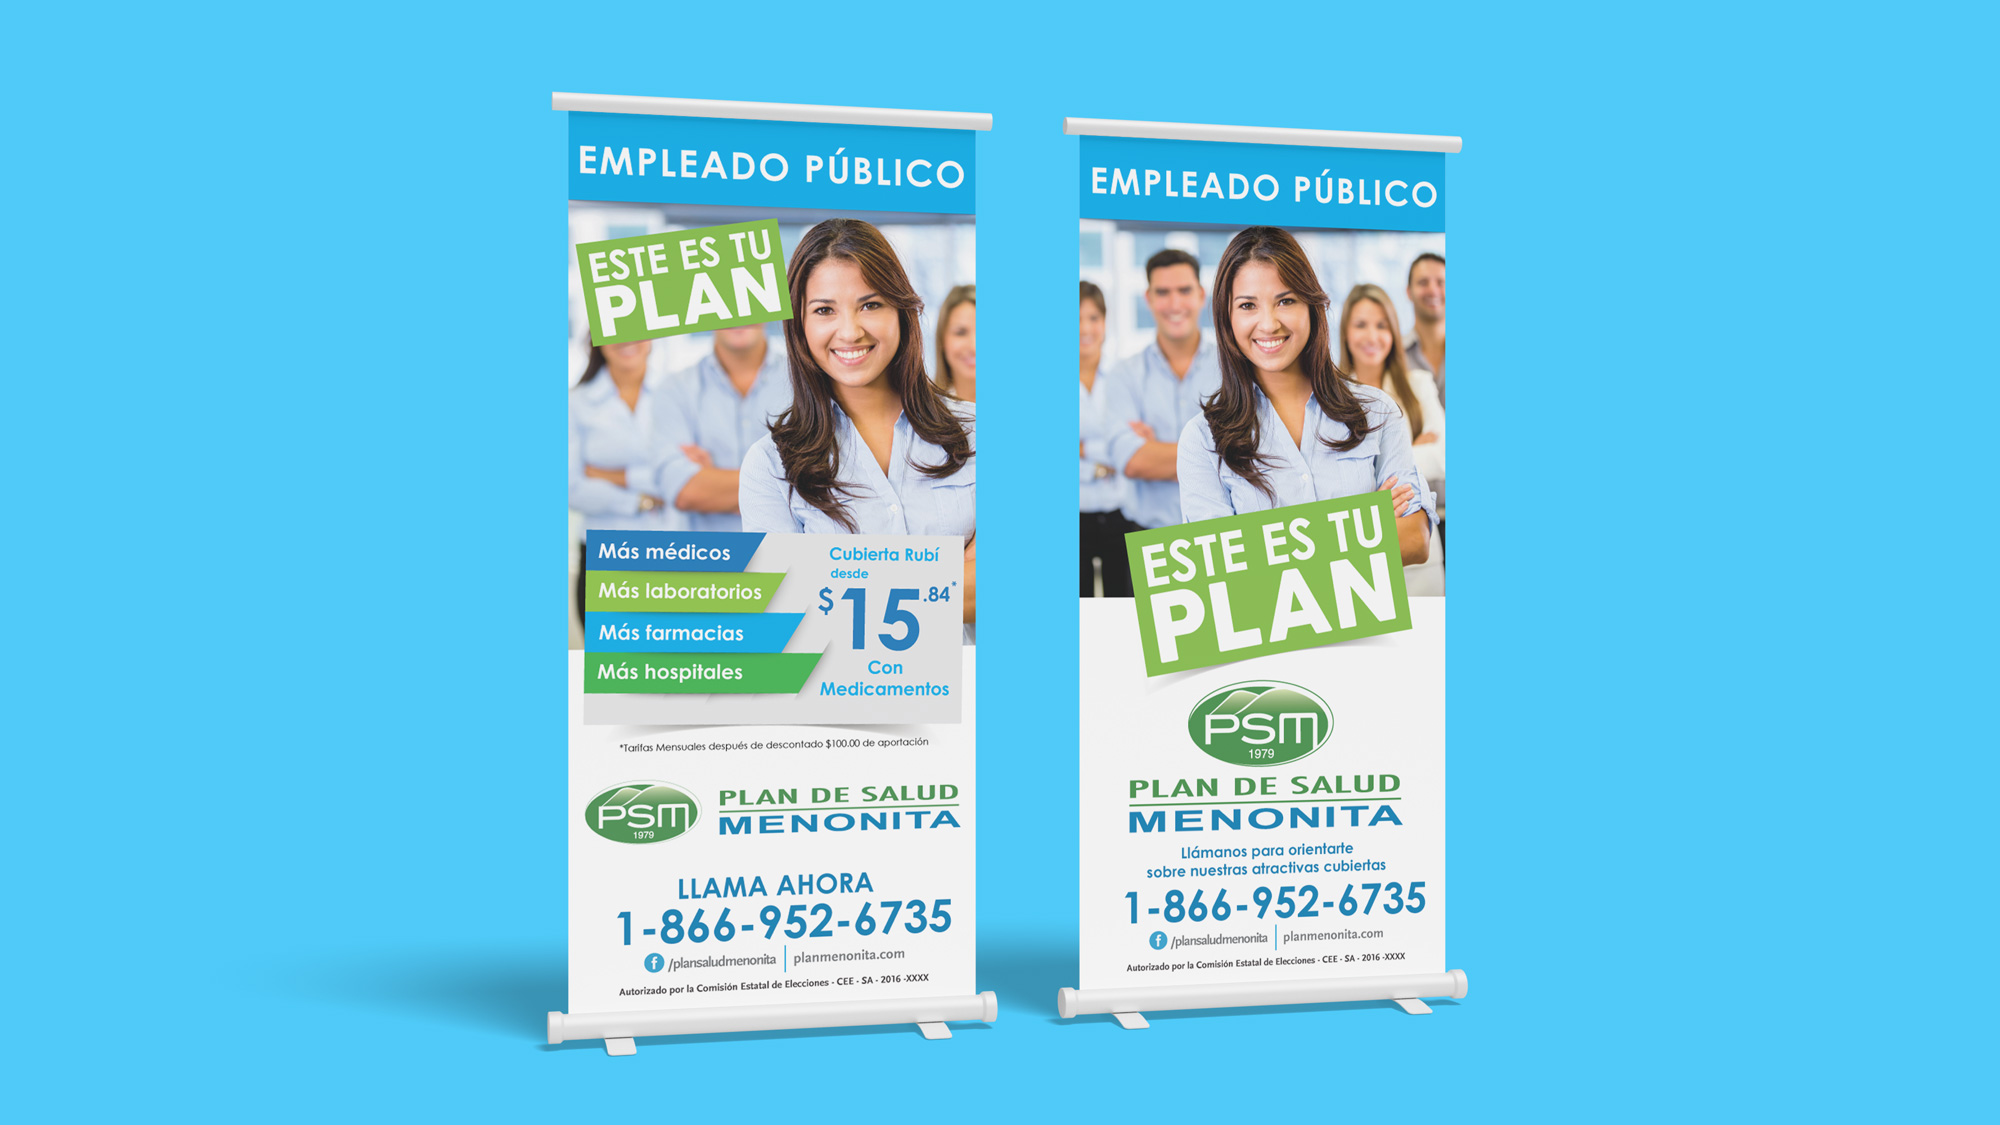 EMPLEADO PÚBLICO
ESTE ES TU
PLAN
Más médicos
Más laboratorios
Más farmacias
Más hospitales
Cubierta Rubí
desde
$15.84*
Con
Medicamentos
*Tarifas Mensuales después de descontado $100.00 de aportación
PSM
1979
PLAN DE SALUD
MENONITA
LLAMA AHORA
1-866-952-6735
f /plansaludmenonita | planmenonita.com
Autorizado por la Comisión Estatal de Elecciones - CEE - SA - 2016 -XXXX
EMPLEADO PÚBLICO
ESTE ES TU
PLAN
PSM
1979
PLAN DE SALUD
MENONITA
Llámanos para orientarte
sobre nuestras atractivas cubiertas
1-866-952-6735
f /plansaludmenonita | planmenonita.com
Autorizado por la Comisión Estatal de Elecciones - CEE - SA - 2016 -XXXX